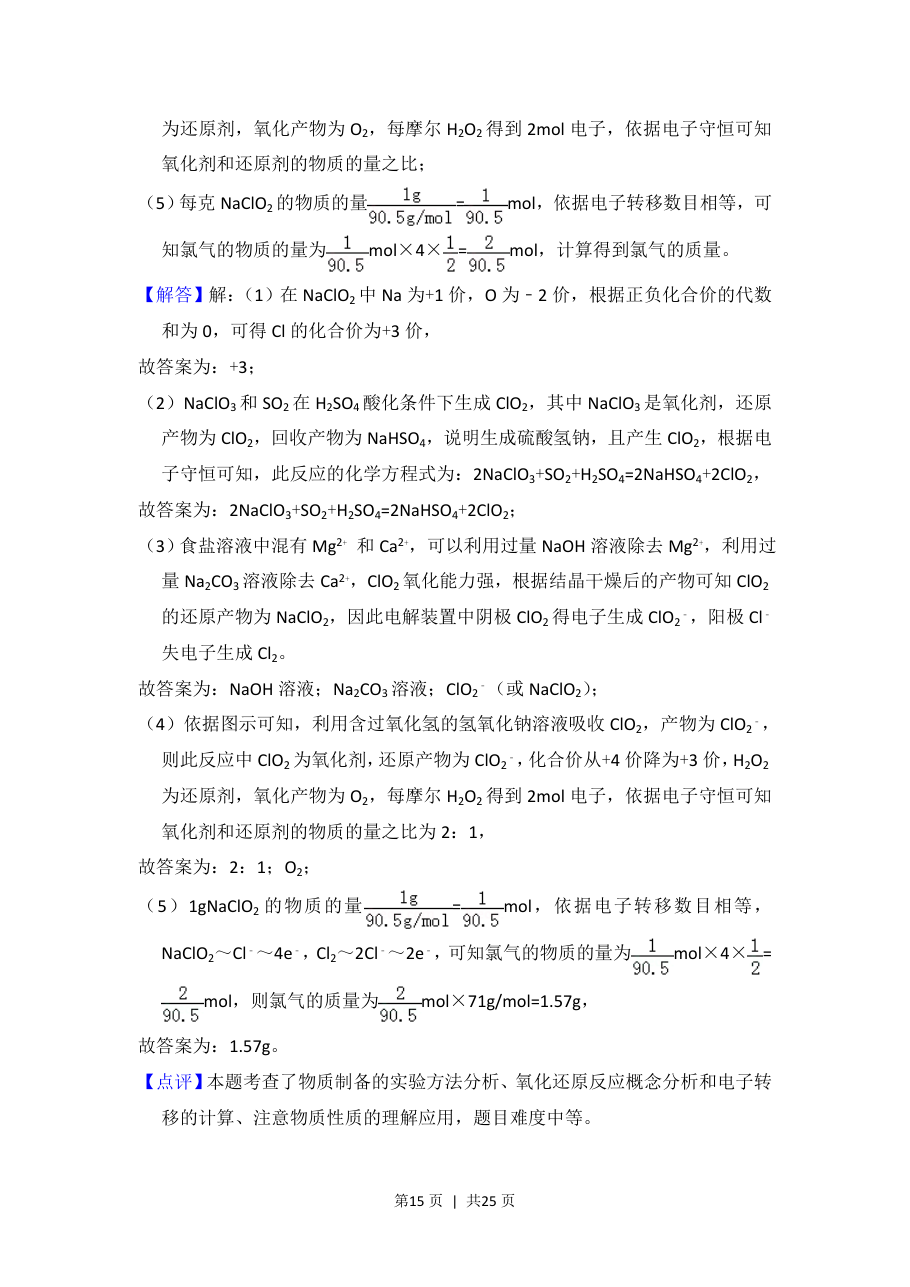 为还原剂，氧化产物为 O₂，每摩尔 H₂O₂ 得到 2mol 电子，依据电子守恒可知
氧化剂和还原剂的物质的量之比；
（5）每克 NaClO₂ 的物质的量1g/90.5g/mol=1/90.5mol，依据电子转移数目相等，可
知氯气的物质的量为1/90.5mol×4×1/2=2/90.5mol，计算得到氯气的质量。
【解答】解：（1）在 NaClO₂ 中 Na 为+1 价，O 为﹣2 价，根据正负化合价的代数
和为 0，可得 Cl 的化合价为+3 价，
故答案为：+3；
（2）NaClO₃ 和 SO₂ 在 H₂SO₄ 酸化条件下生成 ClO₂，其中 NaClO₃ 是氧化剂，还原
产物为 ClO₂，回收产物为 NaHSO₄，说明生成硫酸氢钠，且产生 ClO₂，根据电
子守恒可知，此反应的化学方程式为：2NaClO₃+SO₂+H₂SO₄=2NaHSO₄+2ClO₂，
故答案为：2NaClO₃+SO₂+H₂SO₄=2NaHSO₄+2ClO₂；
（3）食盐溶液中混有 Mg²⁺ 和 Ca²⁺，可以利用过量 NaOH 溶液除去 Mg²⁺，利用过
量 Na₂CO₃ 溶液除去 Ca²⁺，ClO₂ 氧化能力强，根据结晶干燥后的产物可知 ClO₂
的还原产物为 NaClO₂，因此电解装置中阴极 ClO₂ 得电子生成 ClO₂⁻，阳极 Cl⁻
失电子生成 Cl₂。
故答案为：NaOH 溶液；Na₂CO₃ 溶液；ClO₂⁻（或 NaClO₂）；
（4）依据图示可知，利用含过氧化氢的氢氧化钠溶液吸收 ClO₂，产物为 ClO₂⁻，
则此反应中 ClO₂ 为氧化剂，还原产物为 ClO₂⁻，化合价从+4 价降为+3 价，H₂O₂
为还原剂，氧化产物为 O₂，每摩尔 H₂O₂ 得到 2mol 电子，依据电子守恒可知
氧化剂和还原剂的物质的量之比为 2：1，
故答案为：2：1；O₂；
（5）1gNaClO₂ 的物质的量1g/90.5g/mol=1/90.5mol，依据电子转移数目相等，
NaClO₂～Cl⁻～4e⁻，Cl₂～2Cl⁻～2e⁻，可知氯气的物质的量为1/90.5mol×4×1/2=
2/90.5mol，则氯气的质量为2/90.5mol×71g/mol=1.57g，
故答案为：1.57g。
【点评】本题考查了物质制备的实验方法分析、氧化还原反应概念分析和电子转
移的计算、注意物质性质的理解应用，题目难度中等。
第15 页 | 共25 页